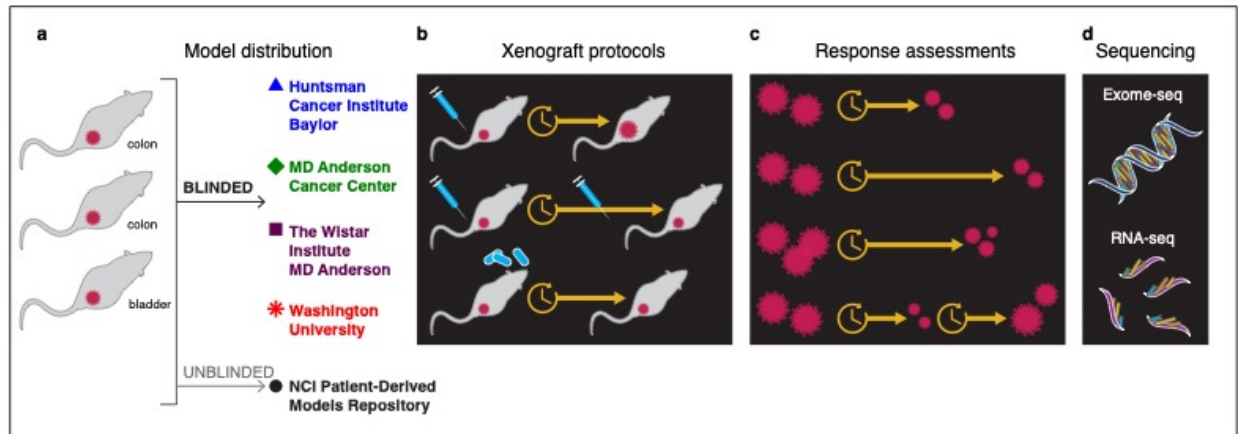 a
Model distribution
colon
colon
bladder
BLINDED
UNBLINDED
Huntsman
Cancer Institute
Baylor
MD Anderson
Cancer Center
The Wistar
Institute
MD Anderson
Washington
University
NCI Patient-Derived
Models Repository
b
Xenograft protocols
c
Response assessments
d
Sequencing
Exome-seq
RNA-seq